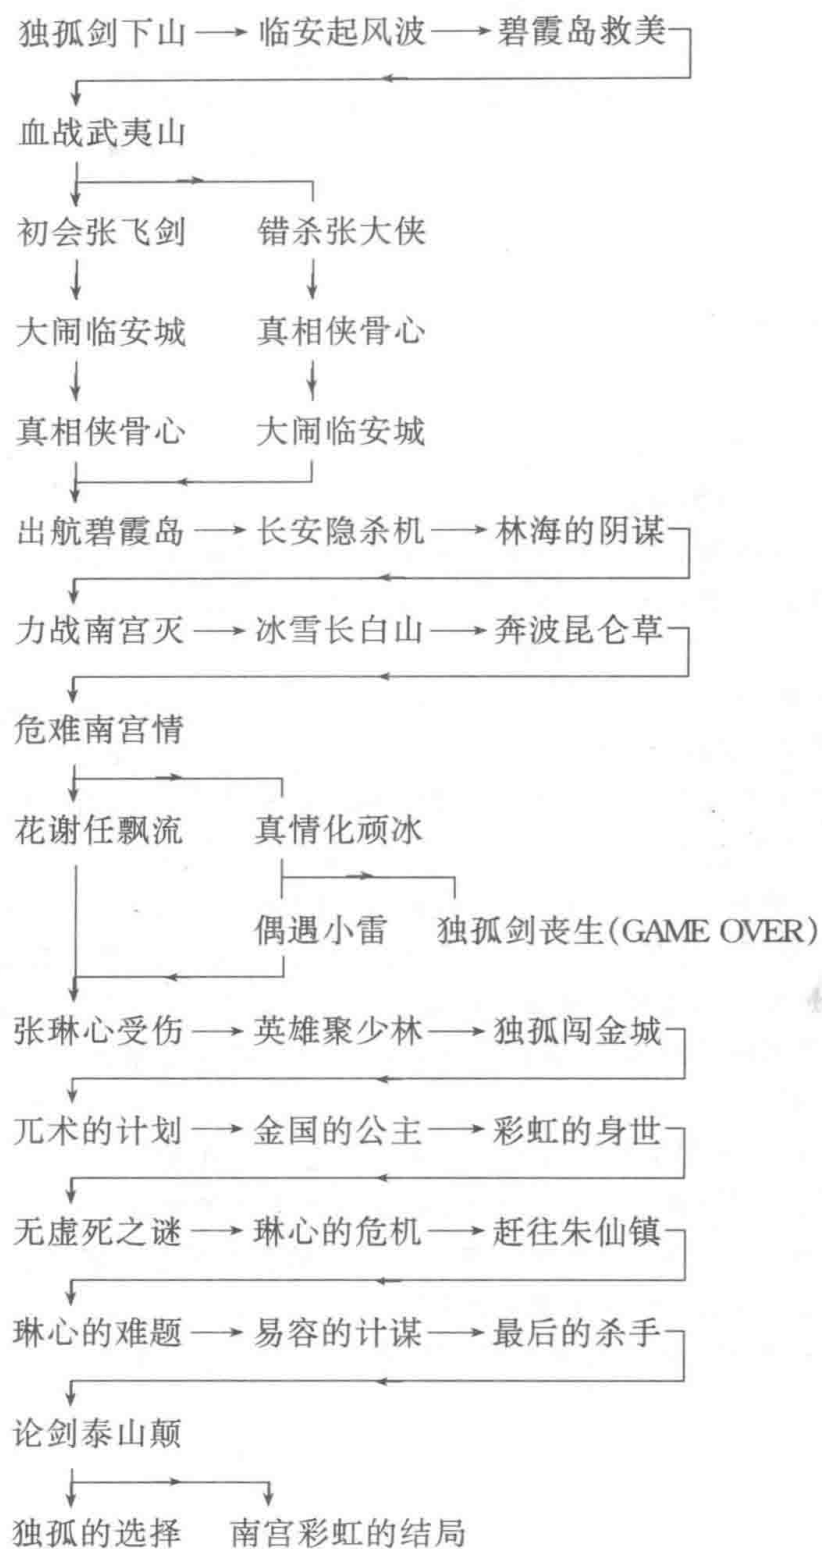 独孤剑下山 → 临安起风波 → 碧霞岛救美
血战武夷山
初会张飞剑 错杀张大侠
大闹临安城 真相侠骨心
真相侠骨心 大闹临安城
出航碧霞岛 → 长安隐杀机 → 林海的阴谋
力战南宫灭 → 冰雪长白山 → 奔波昆仑草
危难南宫情
花谢任飘流 真情化顽冰
偶遇小雷 独孤剑丧生(GAME OVER)
张琳心受伤 → 英雄聚少林 → 独孤闯金城
兀术的计划 → 金国的公主 → 彩虹的身世
无虚死之谜 → 琳心的危机 → 赶往朱仙镇
琳心的难题 → 易容的计谋 → 最后的杀手
论剑泰山颠
独孤的选择 南宫彩虹的结局